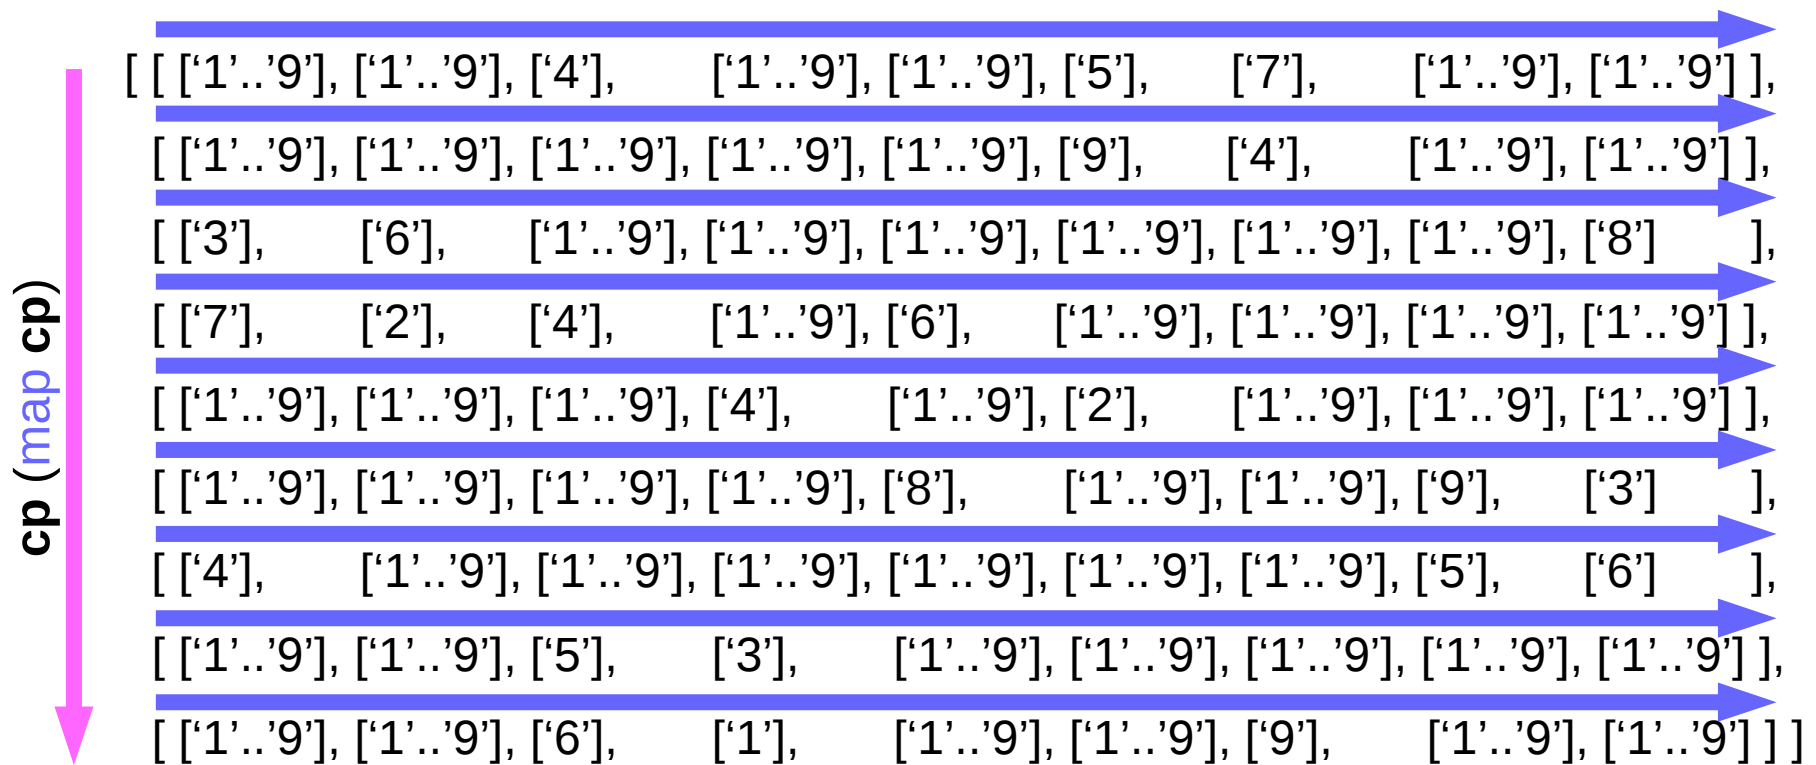 cp (map cp)
[ [ [‘1’..’9’], [‘1’..’9’], [‘4’], [‘1’..’9’], [‘1’..’9’], [‘5’], [‘7’], [‘1’..’9’], [‘1’..’9’] ],
[ [‘1’..’9’], [‘1’..’9’], [‘1’..’9’], [‘1’..’9’], [‘1’..’9’], [‘9’], [‘4’], [‘1’..’9’], [‘1’..’9’] ],
[ [‘3’], [‘6’], [‘1’..’9’], [‘1’..’9’], [‘1’..’9’], [‘1’..’9’], [‘1’..’9’], [‘1’..’9’], [‘8’] ],
[ [‘7’], [‘2’], [‘4’], [‘1’..’9’], [‘6’], [‘1’..’9’], [‘1’..’9’], [‘1’..’9’], [‘1’..’9’] ],
[ [‘1’..’9’], [‘1’..’9’], [‘1’..’9’], [‘4’], [‘1’..’9’], [‘2’], [‘1’..’9’], [‘1’..’9’], [‘1’..’9’] ],
[ [‘1’..’9’], [‘1’..’9’], [‘1’..’9’], [‘1’..’9’], [‘8’], [‘1’..’9’], [‘1’..’9’], [‘9’], [‘3’] ],
[ [‘4’], [‘1’..’9’], [‘1’..’9’], [‘1’..’9’], [‘1’..’9’], [‘1’..’9’], [‘1’..’9’], [‘5’], [‘6’] ],
[ [‘1’..’9’], [‘1’..’9’], [‘5’], [‘3’], [‘1’..’9’], [‘1’..’9’], [‘1’..’9’], [‘1’..’9’], [‘1’..’9’] ],
[ [‘1’..’9’], [‘1’..’9’], [‘6’], [‘1’], [‘1’..’9’], [‘1’..’9’], [‘9’], [‘1’..’9’], [‘1’..’9’] ] ]